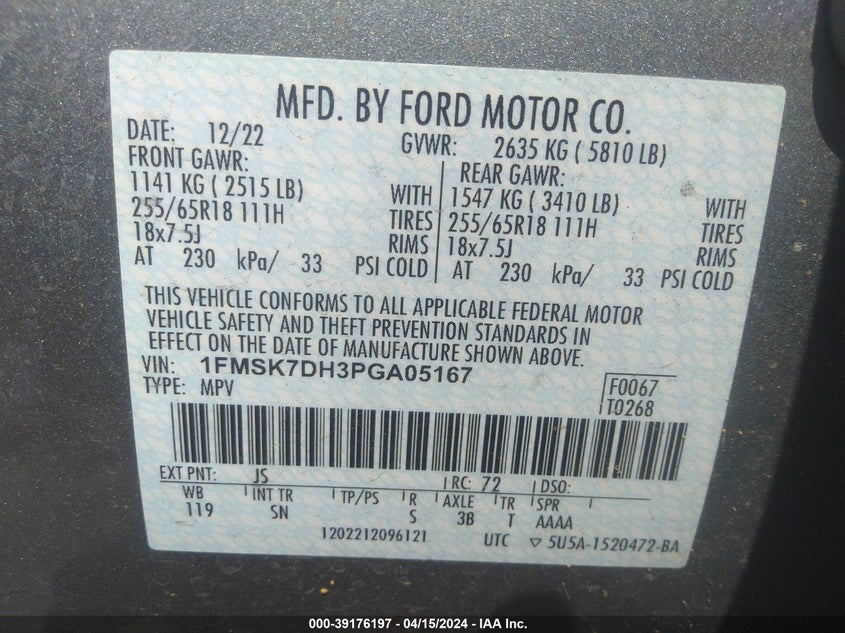 MFD. BY FORD MOTOR CO.
DATE: 12/22 GVWR: 2635 KG ( 5810 LB)
FRONT GAWR: REAR GAWR:
1141 KG ( 2515 LB) WITH 1547 KG ( 3410 LB) WITH
255/65R18 111H TIRES 255/65R18 111H TIRES
18x7.5J RIMS 18x7.5J RIMS
AT 230 kPa/ 33 PSI COLD AT 230 kPa/ 33 PSI COLD
THIS VEHICLE CONFORMS TO ALL APPLICABLE FEDERAL MOTOR
VEHICLE SAFETY AND THEFT PREVENTION STANDARDS IN
EFFECT ON THE DATE OF MANUFACTURE SHOWN ABOVE.
VIN: 1FMSK7DH3PGA05167
TYPE: MPV
F0067
T0268
EXT PNT: JS RC: 72 DSO:
WB INT TR TP/PS R AXLE TR SPR
119 SN S 3B T AAAA
1202212096121 UTC ▽ 5U5A-1520472-BA
000-39176197 - 04/15/2024 - IAA Inc.